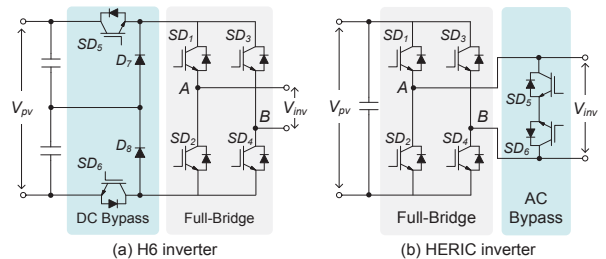 SD5
D7
SD1
SD3
A
B
Vpv
Vinv
D8
SD6
SD2
SD4
DC Bypass
Full-Bridge
(a) H6 inverter
SD1
SD3
A
B
Vpv
SD5
Vinv
SD2
SD4
SD6
Full-Bridge
AC
Bypass
(b) HERIC inverter